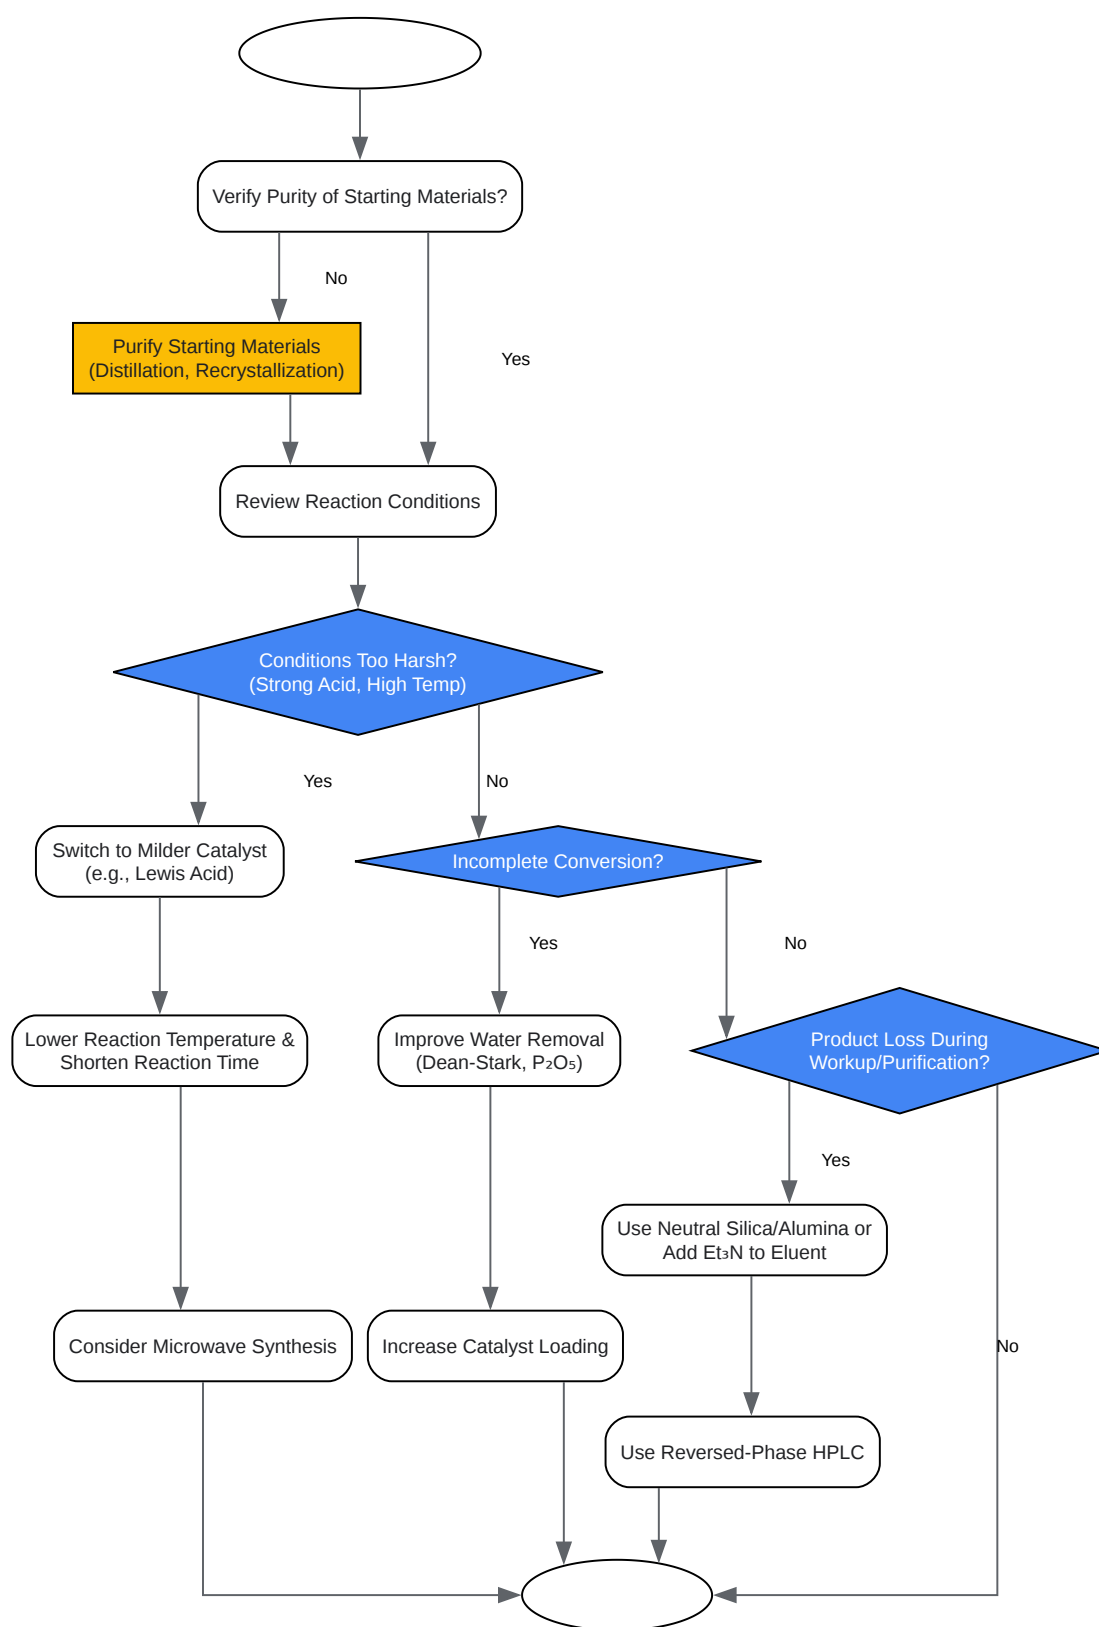 Verify Purity of Starting Materials?
No
Purify Starting Materials
(Distillation, Recrystallization)
Yes
Review Reaction Conditions
Conditions Too Harsh?
(Strong Acid, High Temp)
Yes
No
Switch to Milder Catalyst
(e.g., Lewis Acid)
Incomplete Conversion?
Yes
No
Lower Reaction Temperature &
Shorten Reaction Time
Improve Water Removal
(Dean-Stark, P₂O₅)
Product Loss During
Workup/Purification?
Yes
Use Neutral Silica/Alumina or
Add Et₃N to Eluent
Consider Microwave Synthesis
Increase Catalyst Loading
No
Use Reversed-Phase HPLC